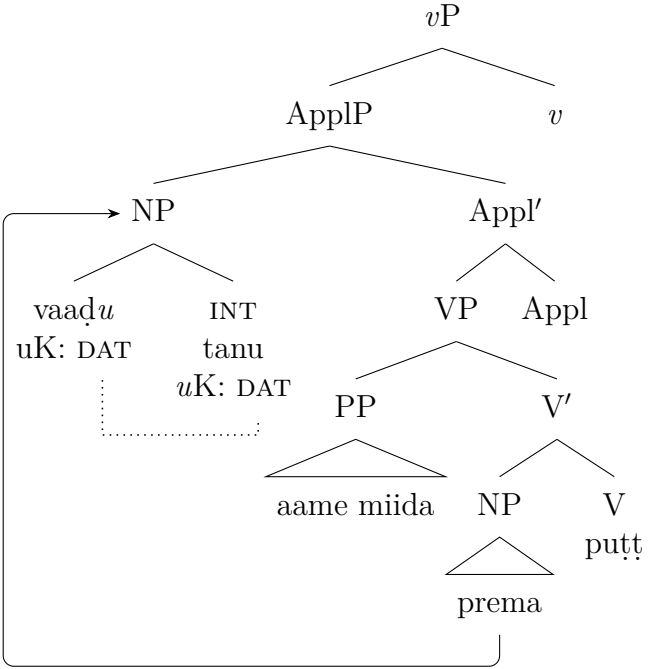 vP
ApplP v
NP Appl′
vaaḍu INT VP Appl
uK: DAT tanu
uK: DAT PP V′
aame miida NP V
puṭṭ
prema